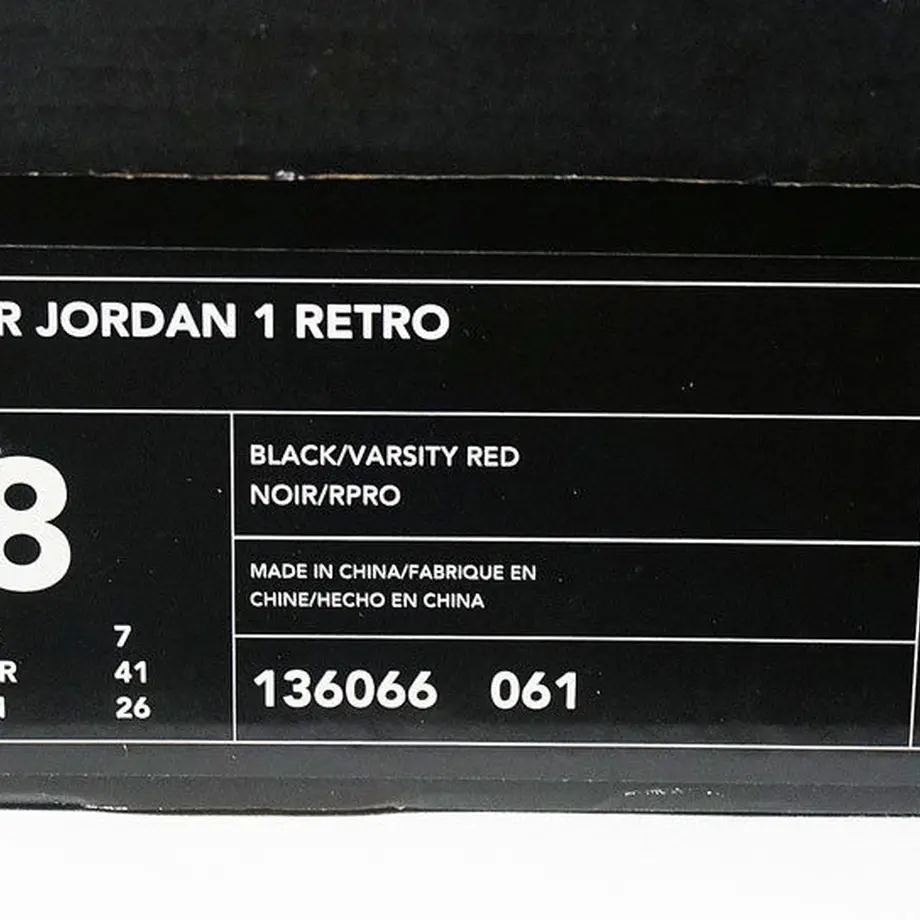 R JORDAN 1 RETRO
8
7
R 41
26
BLACK/VARSITY RED
NOIR/RPRO
MADE IN CHINA/FABRIQUE EN
CHINE/HECHO EN CHINA
136066 061